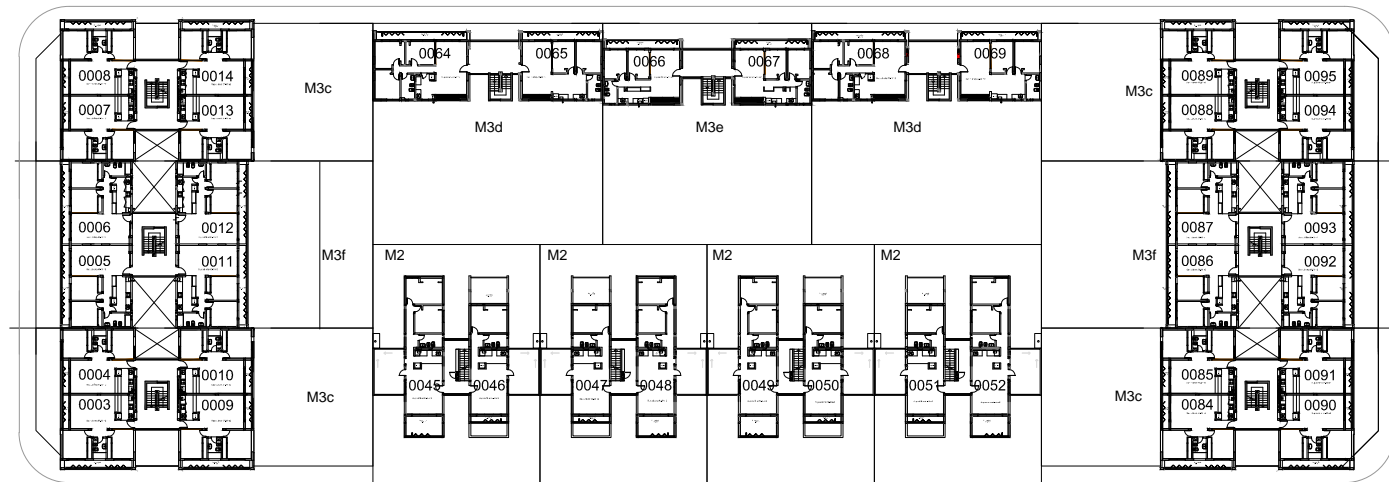 0064 0065 0066 0067 0068 0069
0008 0014 M3c M3c 0089 0095
0007 0013 0088 0094
M3d M3e M3d
0006 0012 0087 0093
M3f M2 M2 M2 M2 M3f
0005 0011 0086 0092
0004 0010 0085 0091
0045 0046 0047 0048 0049 0050 0051 0052
M3c M3c
0003 0009 0084 0090